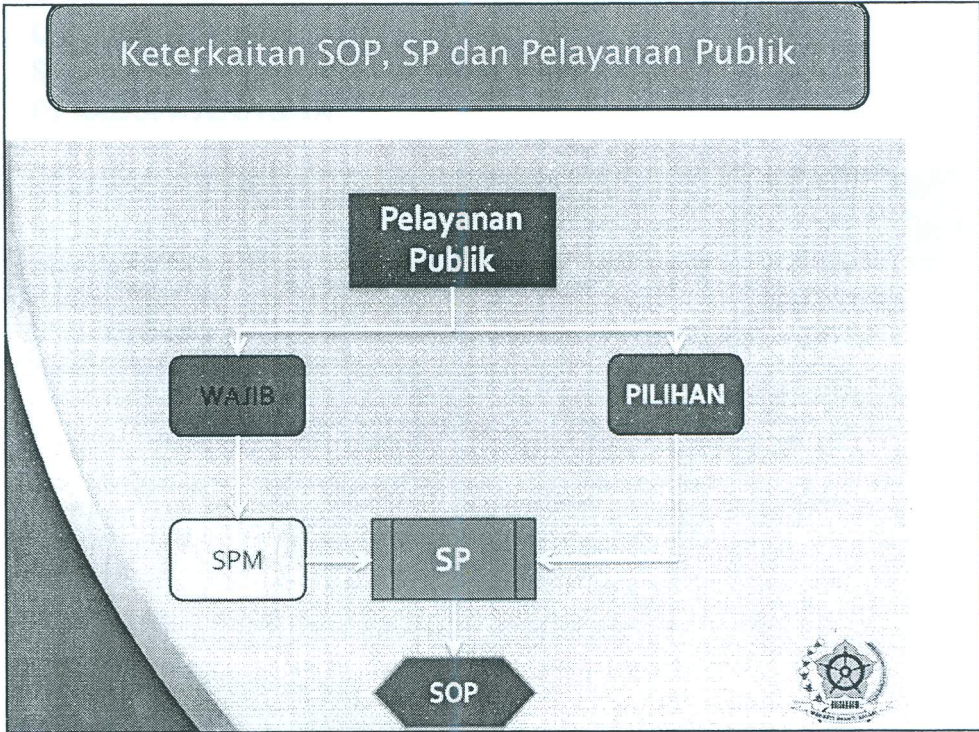 Keterkaitan SOP, SP dan Pelayanan Publik
Pelayanan
Publik
WAJIB
PILIHAN
SPM
SP
SOP